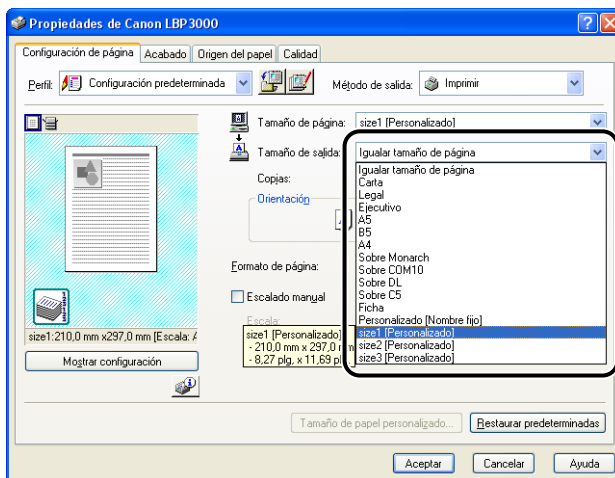 Propiedades de Canon LBP3000
Configuración de página
Acabado
Origen del papel
Calidad
Perfil:
Configuración predeterminada
Método de salida:
Imprimir
Tamaño de página:
size1 [Personalizado]
Tamaño de salida:
Igualar tamaño de página
Igualar tamaño de página
Carta
Legal
Ejecutivo
A5
B5
A4
Sobre Monarch
Sobre COM10
Sobre DL
Sobre C5
Ficha
Personalizado [Nombre fijo]
size1 [Personalizado]
size2 [Personalizado]
size3 [Personalizado]
Copias:
Orientación
Formato de página:
Escalado manual
Escala:
size1 [Personalizado]
- 210,0 mm x 297,0 m
- 8,27 plg, x 11,69 pl
size1:210,0 mm x297,0 mm [Escala: A
Mostrar configuración
Tamaño de papel personalizado...
Restaurar predeterminadas
Aceptar
Cancelar
Ayuda